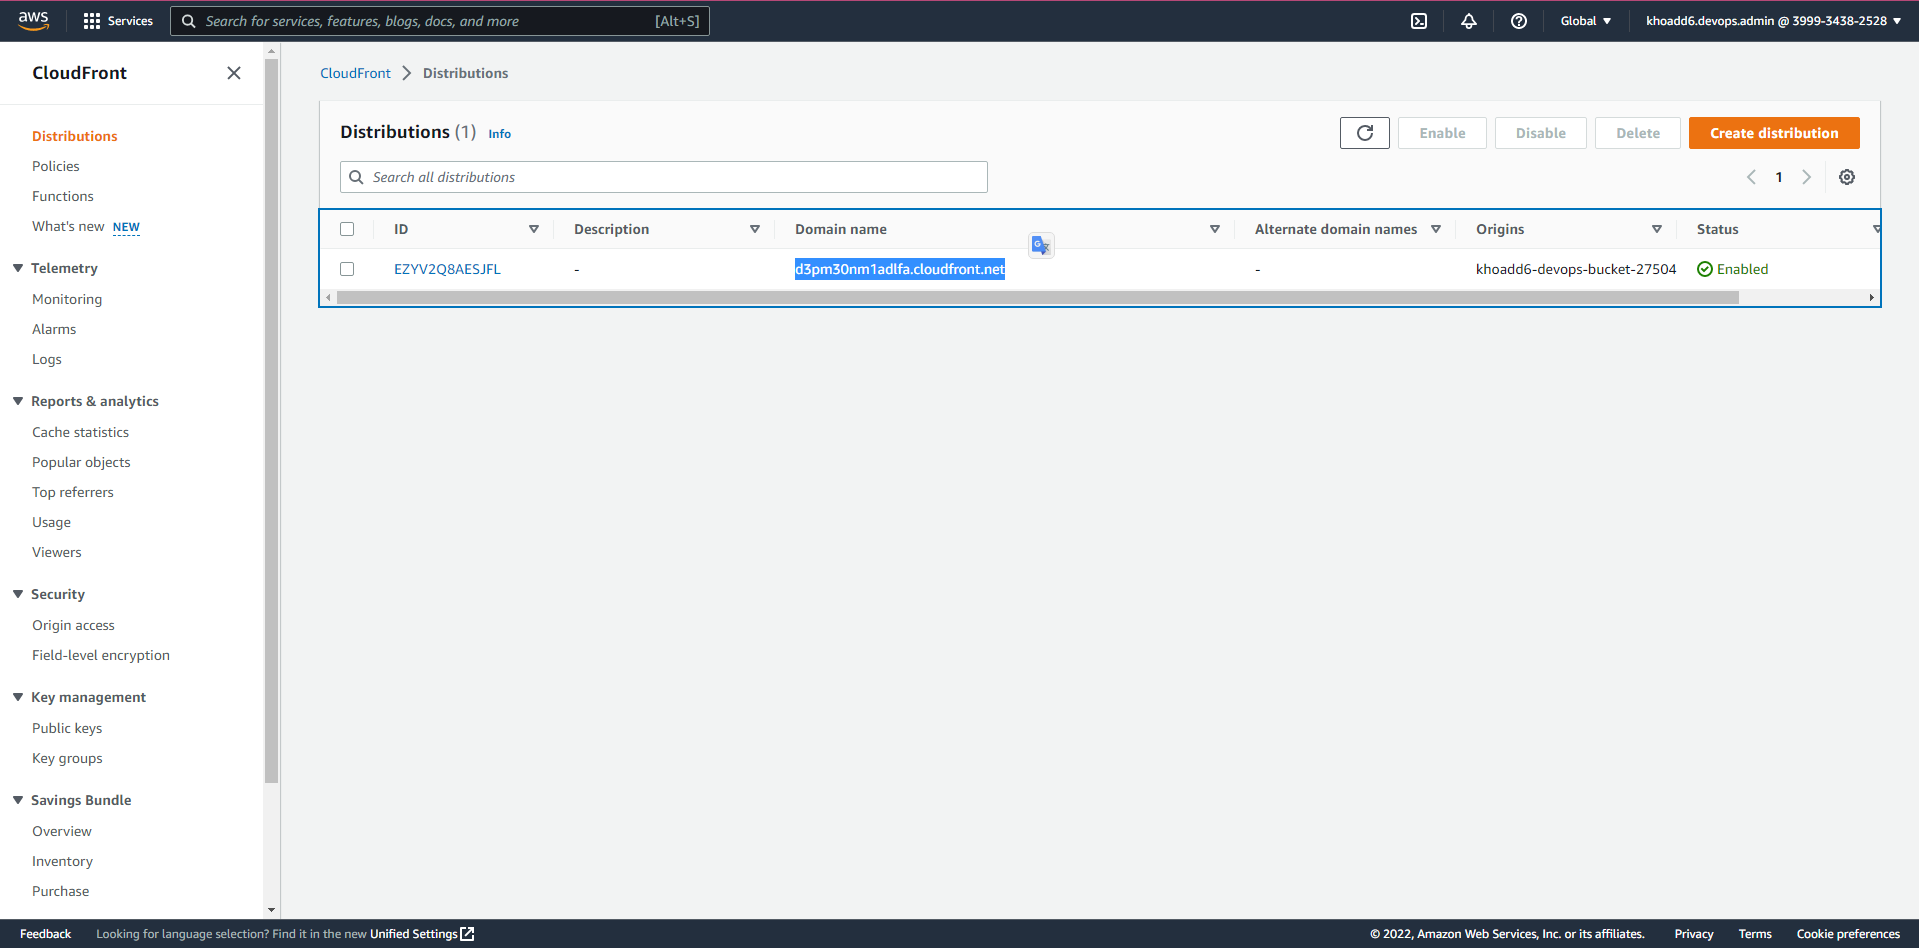 aws Services Search for services, features, blogs, docs, and more [Alt+S] Global khoadd6.devops.admin @ 3999-3438-2528
CloudFront
Distributions
Policies
Functions
What's new NEW
Telemetry
Monitoring
Alarms
Logs
Reports & analytics
Cache statistics
Popular objects
Top referrers
Usage
Viewers
Security
Origin access
Field-level encryption
Key management
Public keys
Key groups
Savings Bundle
Overview
Inventory
Purchase
CloudFront Distributions
Distributions (1) Info Enable Disable Delete Create distribution
Search all distributions 1
ID Description Domain name Alternate domain names Origins Status
EZYV2Q8AESJFL - d3pm30nm1adlfa.cloudfront.net - khoadd6-devops-bucket-27504 Enabled
Feedback Looking for language selection? Find it in the new Unified Settings © 2022, Amazon Web Services, Inc. or its affiliates. Privacy Terms Cookie preferences